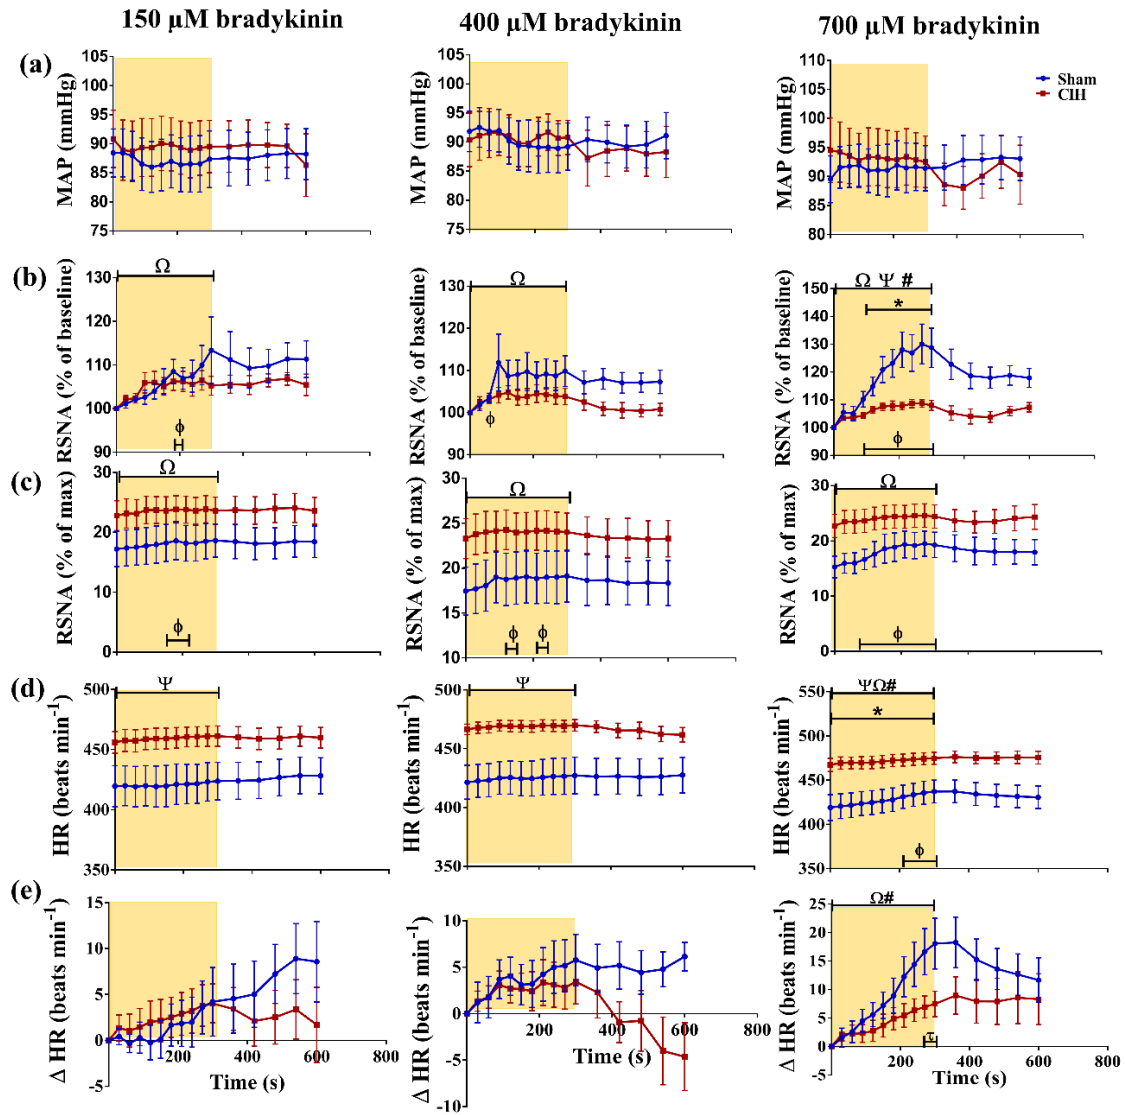 150 µM bradykinin
400 µM bradykinin
700 µM bradykinin
(a)
MAP (mmHg)
105
100
95
90
85
80
75
MAP (mmHg)
105
100
95
90
85
80
75
MAP (mmHg)
110
105
100
95
90
85
80
Sham
CIH
(b)
RSNA (% of baseline)
130
120
110
100
90
Ω
ϕ
RSNA (% of baseline)
130
120
110
100
90
Ω
ϕ
RSNA (% of baseline)
150
140
130
120
110
100
90
Ω Ψ #
*
ϕ
(c)
RSNA (% of max)
30
20
10
0
Ω
ϕ
RSNA (% of max)
30
25
20
15
10
Ω
ϕ ϕ
RSNA (% of max)
30
20
10
0
Ω
ϕ
(d)
HR (beats min⁻¹)
500
450
400
350
Ψ
HR (beats min⁻¹)
500
450
400
350
Ψ
HR (beats min⁻¹)
550
500
450
400
350
ΨΩ#
*
ϕ
(e)
Δ HR (beats min⁻¹)
15
10
5
0
-5
200 400 600 800
Time (s)
Δ HR (beats min⁻¹)
10
5
0
-5
-10
200 400 600 800
Time (s)
Δ HR (beats min⁻¹)
25
20
15
10
5
0
-5
Ω#
200 400 600 800
Time (s)